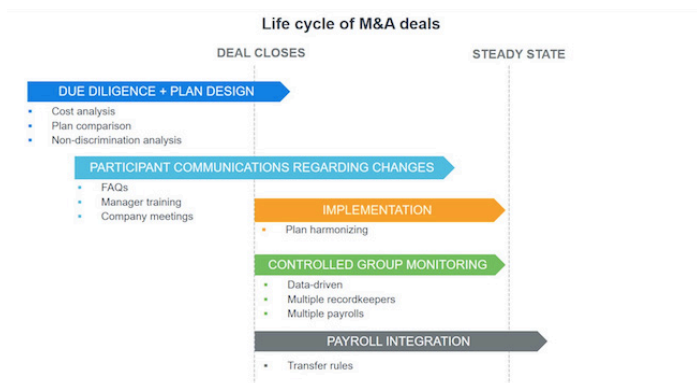 Life cycle of M&A deals
DEAL CLOSES
STEADY STATE
DUE DILIGENCE + PLAN DESIGN
Cost analysis
Plan comparison
Non-discrimination analysis
PARTICIPANT COMMUNICATIONS REGARDING CHANGES
FAQs
Manager training
Company meetings
IMPLEMENTATION
Plan harmonizing
CONTROLLED GROUP MONITORING
Data-driven
Multiple recordkeepers
Multiple payrolls
PAYROLL INTEGRATION
Transfer rules